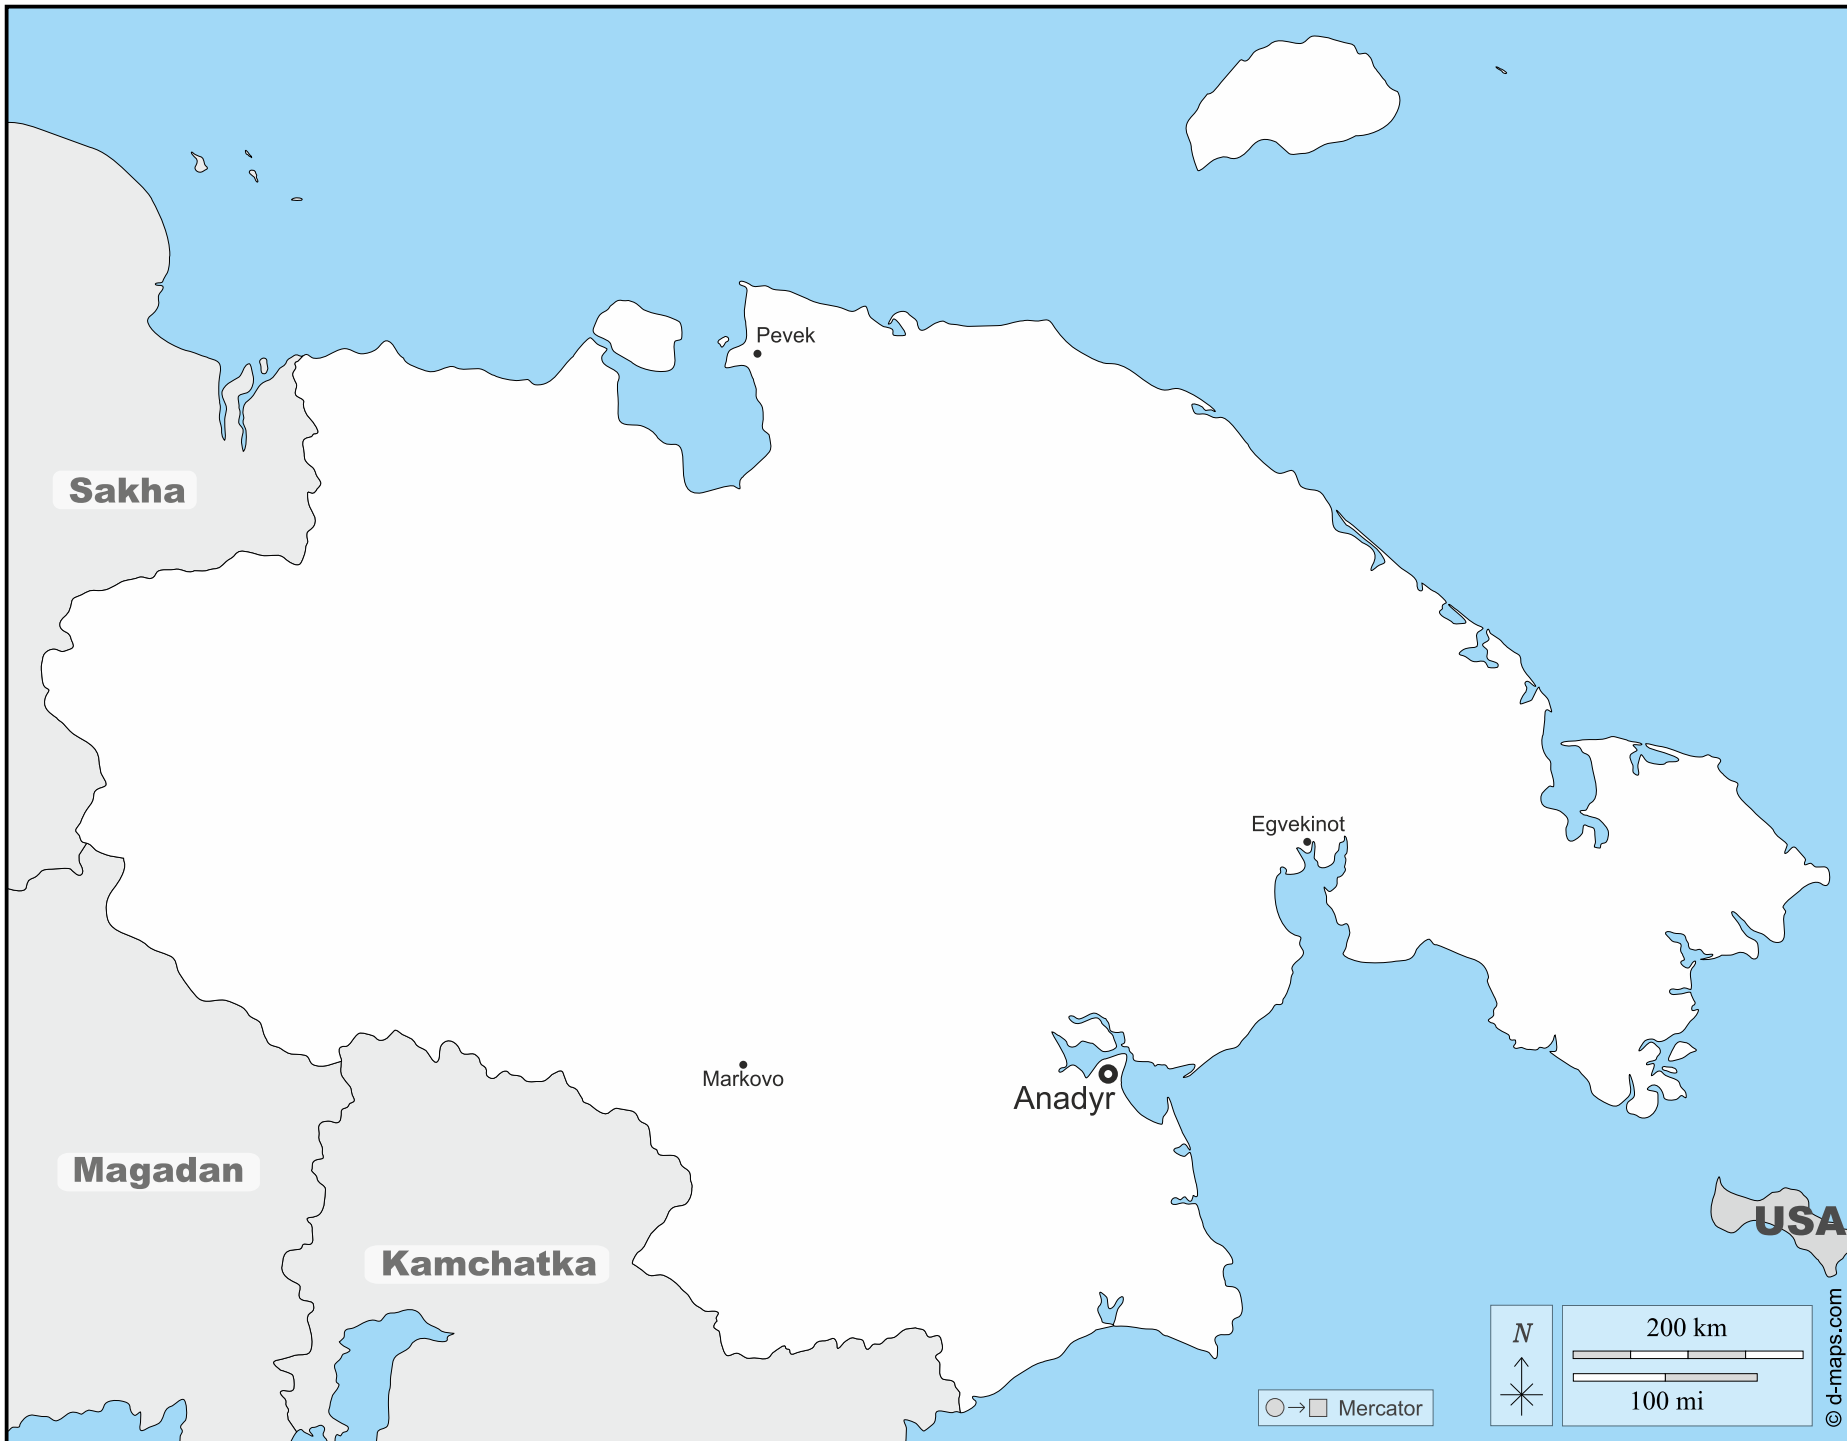 Pevek
Sakha
Egvekinot
Markovo
Anadyr
Magadan
USA
Kamchatka
N
200 km
100 mi
Mercator
© d-maps.com